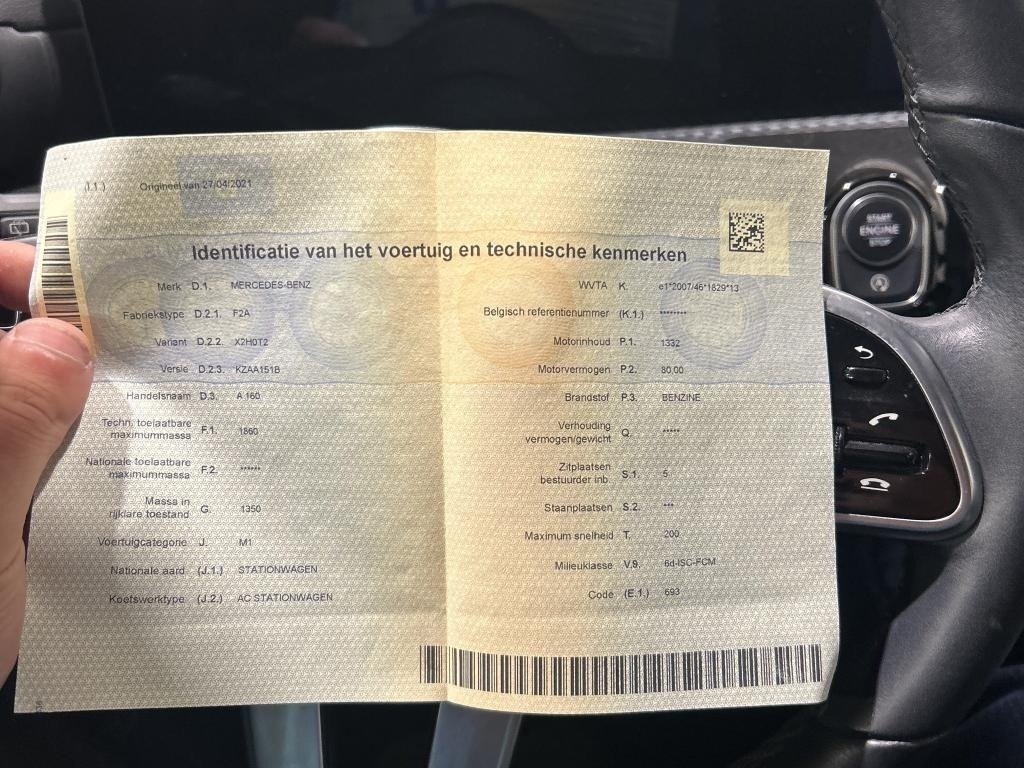 (I.1.) Origineel van 27/04/2021
Identificatie van het voertuig en technische kenmerken
Merk D.1. MERCEDES-BENZ
Fabriekstype D.2.1. F2A
Variant D.2.2. X2H0T2
Versie D.2.3. KZAA151B
Handelsnaam D.3. A 160
Techn. toelaatbare
maximummassa F.1. 1860
Nationale toelaatbare
maximummassa F.2. ******
Massa in
rijklare toestand G. 1350
Voertuigcategorie J. M1
Nationale aard (J.1.) STATIONWAGEN
Koetswerktype (J.2.) AC STATIONWAGEN
WVTA K. e1*2007/46*1829*13
Belgisch referentienummer (K.1.) ********
Motorinhoud P.1. 1332
Motorvermogen P.2. 80,00
Brandstof P.3. BENZINE
Verhouding
vermogen/gewicht Q. *****
Zitplaatsen
bestuurder inb. S.1. 5
Staanplaatsen S.2. ***
Maximum snelheid T. 200
Milieuklasse V.9. 6d-ISC-FCM
Code (E.1.) 693
START
ENGINE
STOP